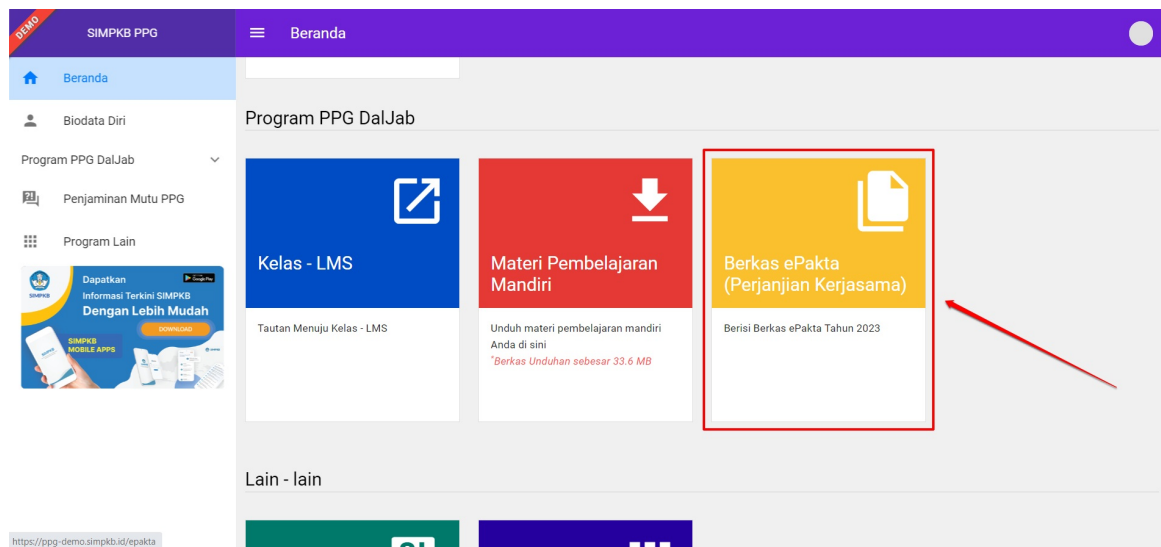 DEMO
SIMPKB PPG
Beranda
Beranda
Biodata Diri
Program PPG DalJab
Penjaminan Mutu PPG
Program Lain
SIMPKB
Dapatkan
Informasi Terkini SIMPKB
Dengan Lebih Mudah
DOWNLOAD
SIMPKB
MOBILE APPS
Program PPG DalJab
Kelas - LMS
Tautan Menuju Kelas - LMS
Materi Pembelajaran
Mandiri
Unduh materi pembelajaran mandiri
Anda di sini
*Berkas Unduhan sebesar 33.6 MB
Berkas ePakta
(Perjanjian Kerjasama)
Berisi Berkas ePakta Tahun 2023
Lain - lain
https://ppg-demo.simpkb.id/epakta